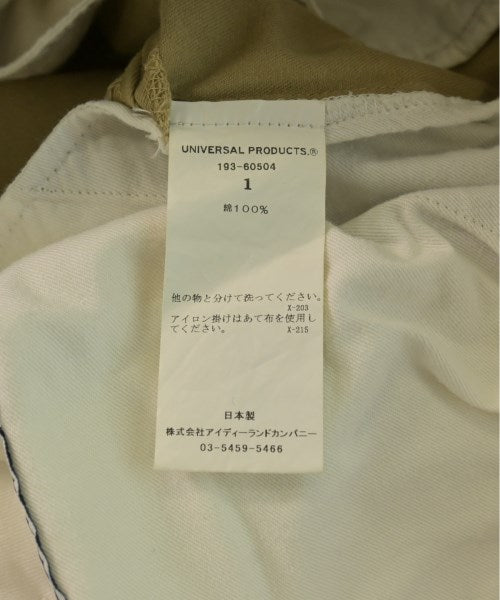 UNIVERSAL PRODUCTS.®
193-60504
1
綿100%
他の物と分けて洗ってください。
X-203
アイロン掛けはあて布を使用し
てください。 X-215
日本製
株式会社アイディーランドカンパニー
03-5459-5466